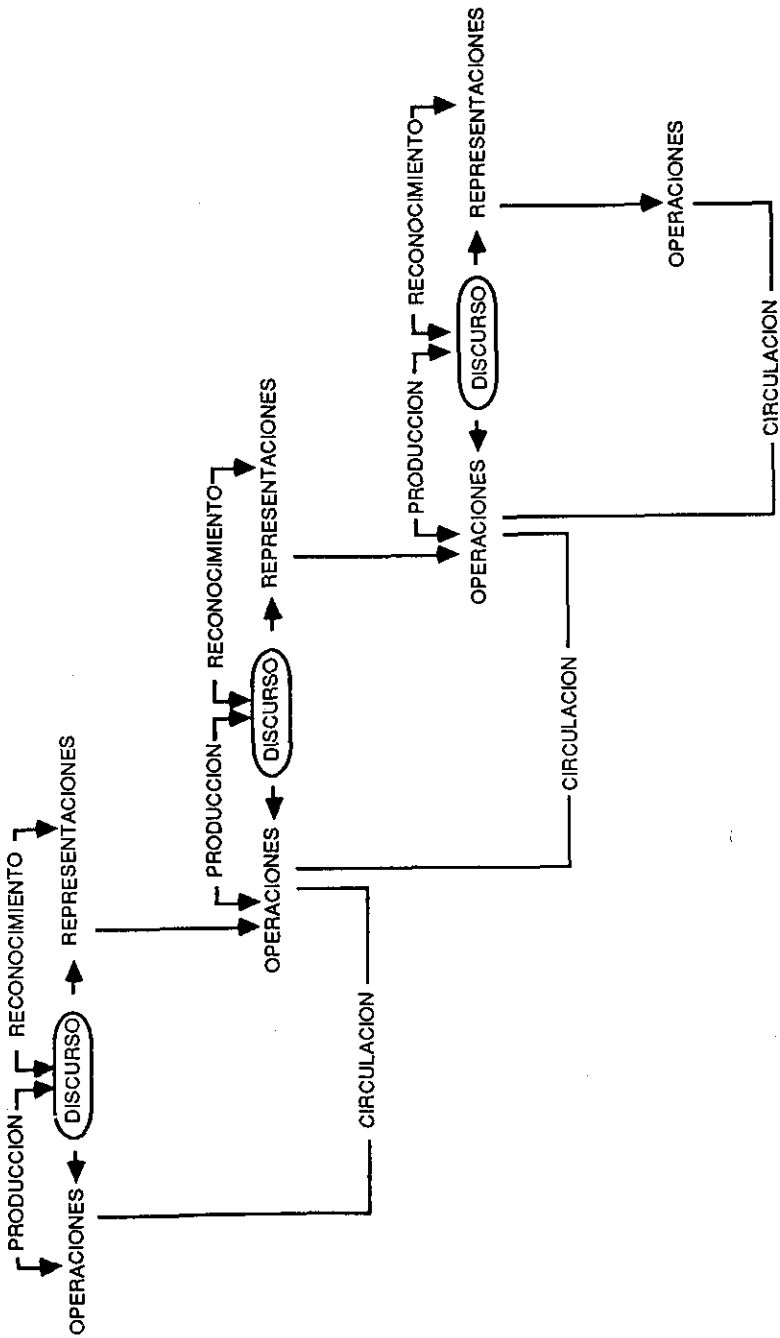 PRODUCCION RECONOCIMIENTO
OPERACIONES DISCURSO REPRESENTACIONES
PRODUCCION RECONOCIMIENTO
OPERACIONES DISCURSO REPRESENTACIONES
CIRCULACION
PRODUCCION RECONOCIMIENTO
OPERACIONES DISCURSO REPRESENTACIONES
CIRCULACION
OPERACIONES
CIRCULACION